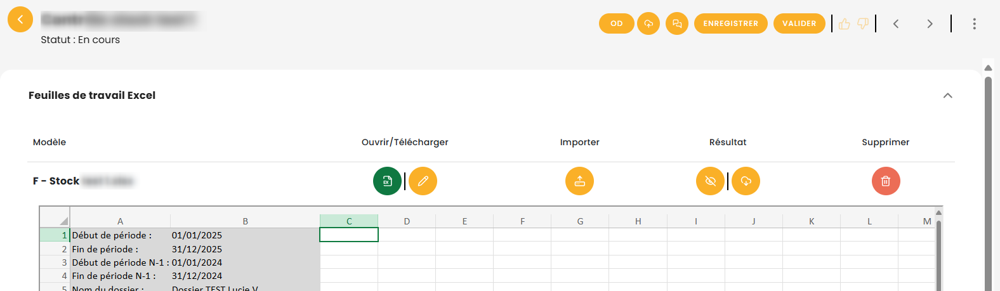 Statut : En cours
OD
ENREGISTRER
VALIDER
Feuilles de travail Excel
Modèle Ouvrir/Télécharger Importer Résultat Supprimer
F - Stock
EX
A B C D E F G H I J K L M
1 Début de période : 01/01/2025
2 Fin de période : 31/12/2025
3 Début de période N-1 : 01/01/2024
4 Fin de période N-1 : 31/12/2024
5 Nom du dossier : Dossier TEST Lucie V